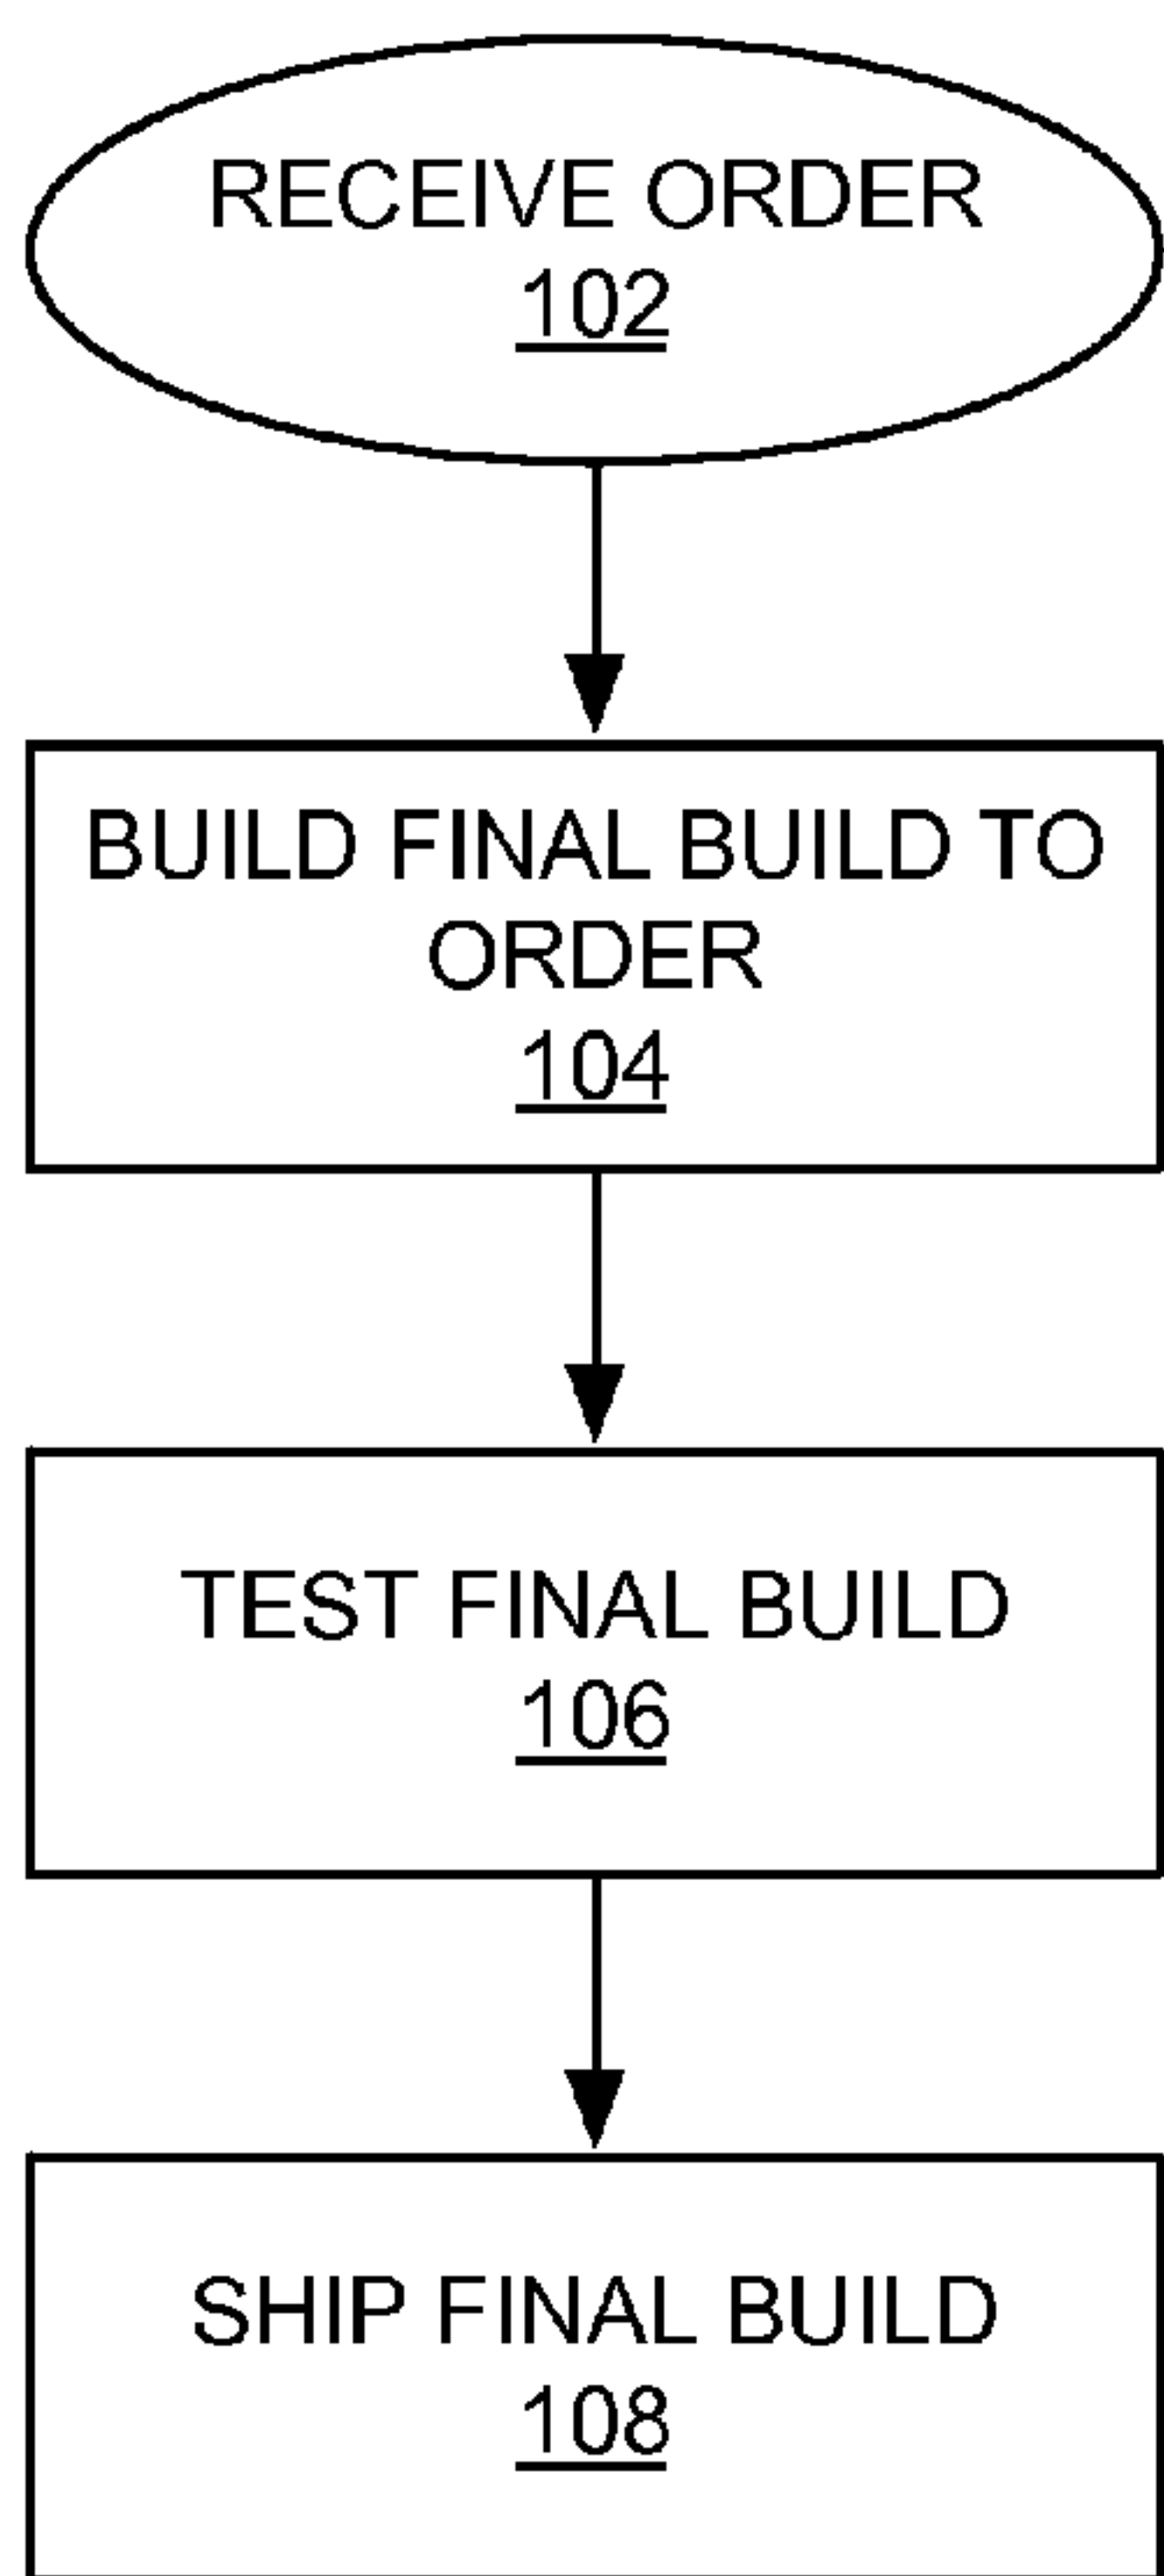 RECEIVE ORDER
102
BUILD FINAL BUILD TO
ORDER
104
TEST FINAL BUILD
106
SHIP FINAL BUILD
108